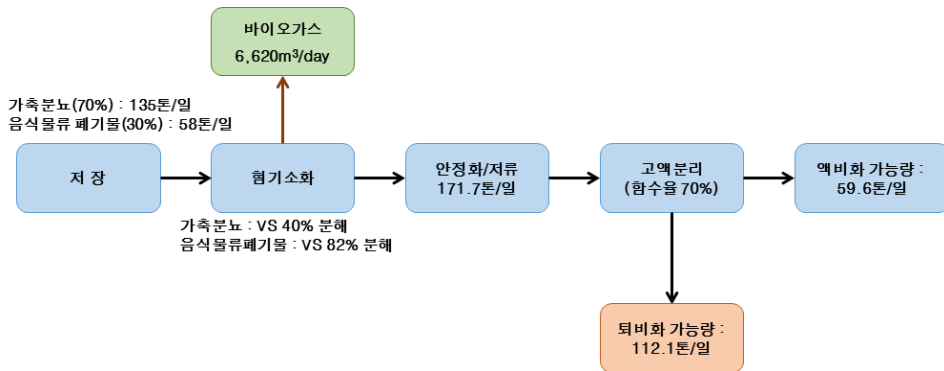 바이오가스
6,620m³/day
가축분뇨(70%) : 135톤/일
음식물류 폐기물(30%) : 58톤/일
저 장
혐기소화
안정화/저류
171.7톤/일
고액분리
(함수율 70%)
액비화 가능량 :
59.6톤/일
가축분뇨 : VS 40% 분해
음식물류폐기물 : VS 82% 분해
퇴비화 가능량 :
112.1톤/일